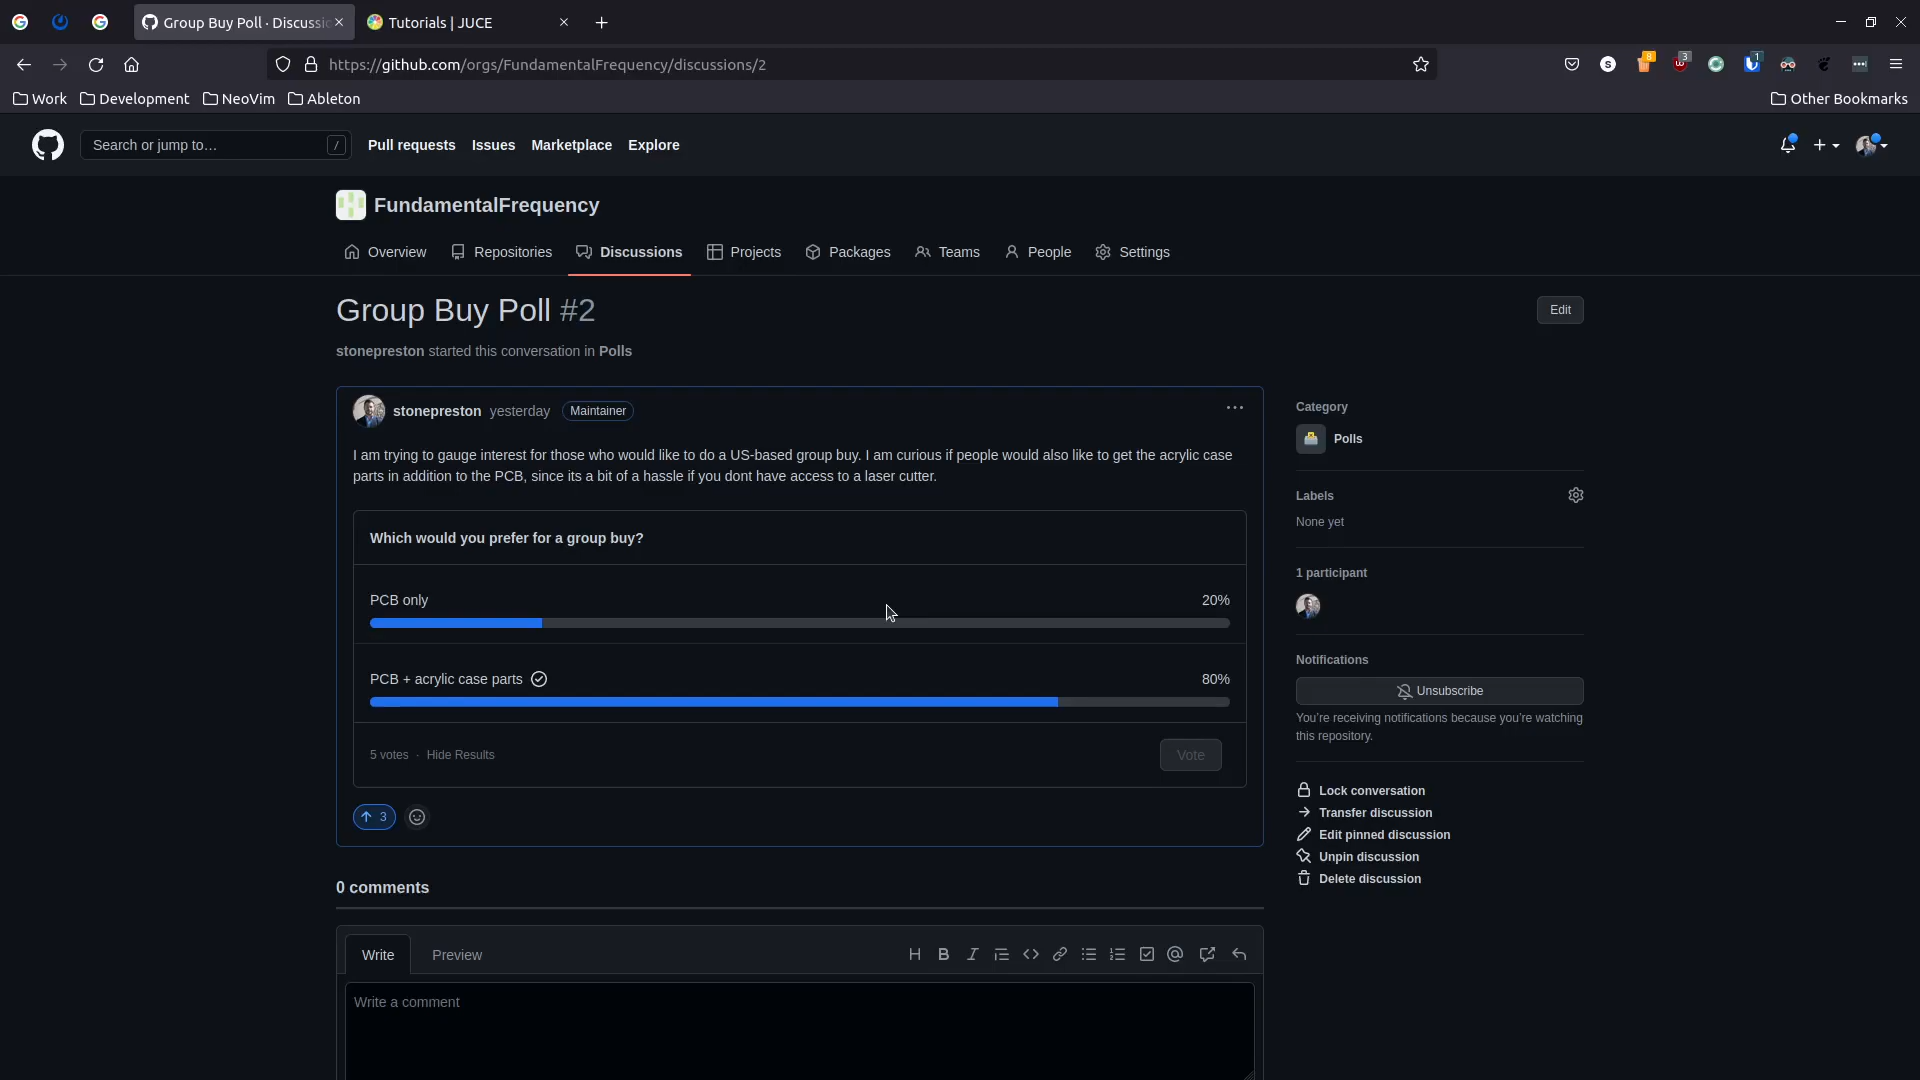 Group Buy Poll · Discussio
Tutorials | JUCE
https://github.com/orgs/FundamentalFrequency/discussions/2
S
8
3
1
Work
Development
NeoVim
Ableton
Other Bookmarks
Search or jump to…
/
Pull requests
Issues
Marketplace
Explore
FundamentalFrequency
Overview
Repositories
Discussions
Projects
Packages
Teams
People
Settings
Group Buy Poll #2
Edit
stonepreston started this conversation in Polls
stonepreston yesterday Maintainer
I am trying to gauge interest for those who would like to do a US-based group buy. I am curious if people would also like to get the acrylic case
parts in addition to the PCB, since its a bit of a hassle if you dont have access to a laser cutter.
Which would you prefer for a group buy?
PCB only 20%
PCB + acrylic case parts 80%
5 votes · Hide Results
Vote
3
0 comments
Write
Preview
Write a comment
Category
Polls
Labels
None yet
1 participant
Notifications
Unsubscribe
You're receiving notifications because you're watching
this repository.
Lock conversation
Transfer discussion
Edit pinned discussion
Unpin discussion
Delete discussion